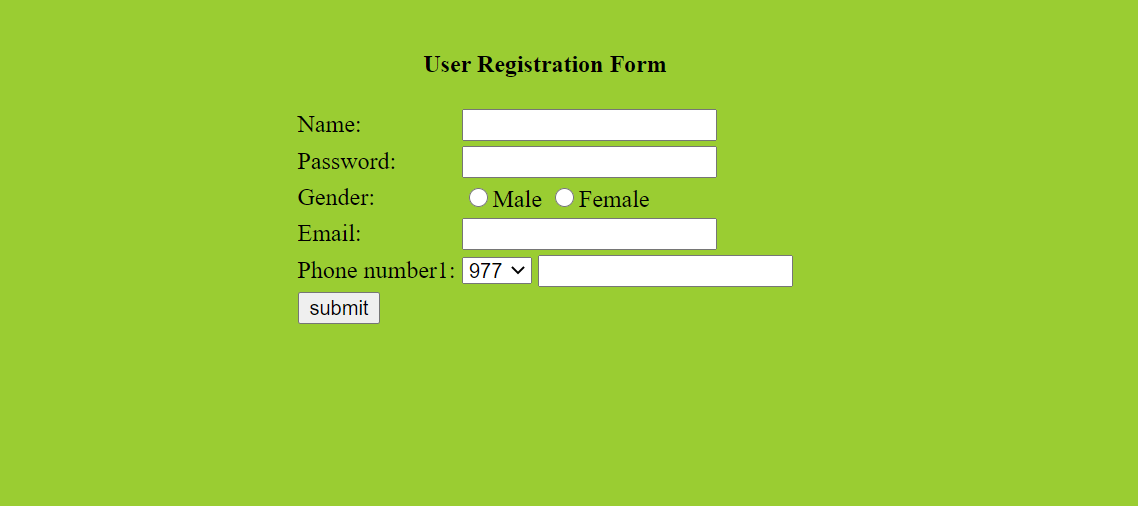 User Registration Form
Name:
Password:
Gender: Male Female
Email:
Phone number1: 977
submit